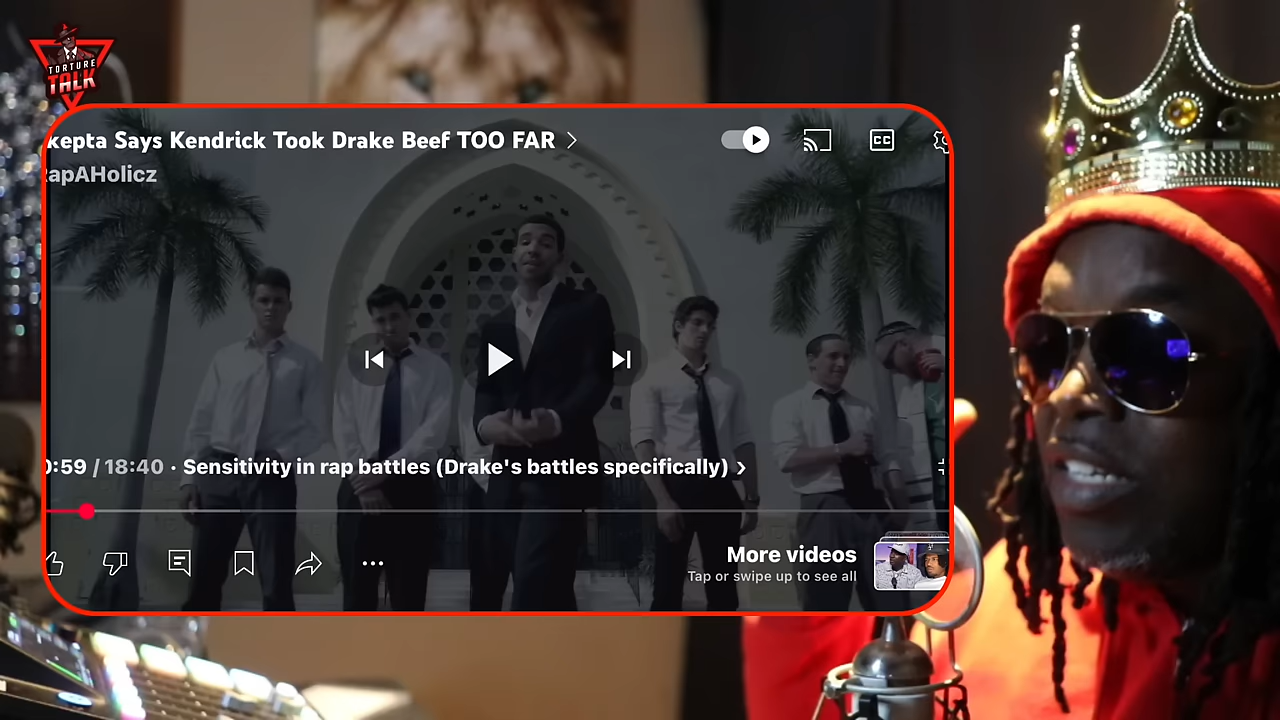 TORTURE
TALK
kepta Says Kendrick Took Drake Beef TOO FAR
apAHolicz
CC
0:59 / 18:40 · Sensitivity in rap battles (Drake's battles specifically)
More videos
Tap or swipe up to see all